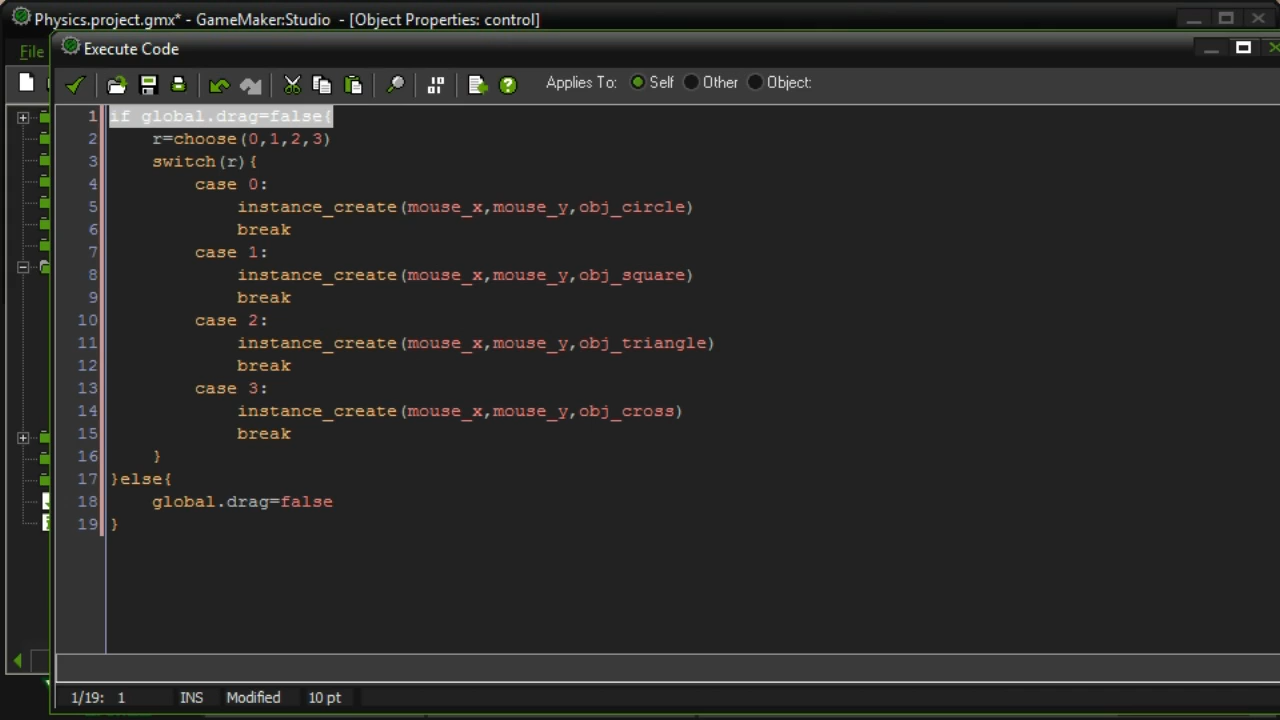 Physics.project.gmx* - GameMaker:Studio - [Object Properties: control]
File
Execute Code
Applies To: Self Other Object:
1 if global.drag=false{
2 r=choose(0,1,2,3)
3 switch(r){
4 case 0:
5 instance_create(mouse_x,mouse_y,obj_circle)
6 break
7 case 1:
8 instance_create(mouse_x,mouse_y,obj_square)
9 break
10 case 2:
11 instance_create(mouse_x,mouse_y,obj_triangle)
12 break
13 case 3:
14 instance_create(mouse_x,mouse_y,obj_cross)
15 break
16 }
17 }else{
18 global.drag=false
19 }
1/19: 1 INS Modified 10 pt